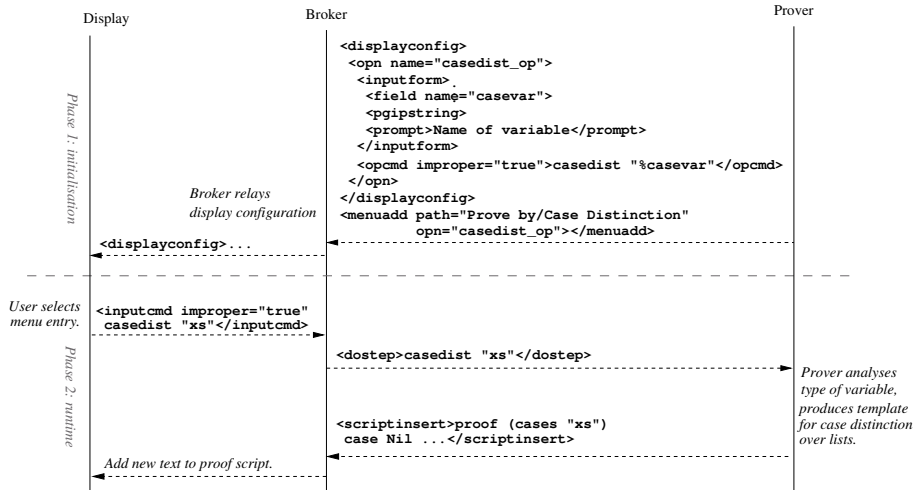 Display
Broker
Prover
Phase 1: initialisation
<displayconfig>
<opn name="casedist_op">
<inputform>
<field name="casevar">
<pgipstring>
<prompt>Name of variable</prompt>
</inputform>
<opcmd improper="true">casedist "%casevar"</opcmd>
</opn>
</displayconfig>
<menuadd path="Prove by/Case Distinction"
opn="casedist_op"></menuadd>
Broker relays
display configuration
<displayconfig>...
User selects
menu entry.
<inputcmd improper="true"
casedist "xs"</inputcmd>
Phase 2: runtime
<dostep>casedist "xs"</dostep>
Prover analyses
type of variable,
produces template
for case distinction
over lists.
<scriptinsert>proof (cases "xs")
case Nil ...</scriptinsert>
Add new text to proof script.